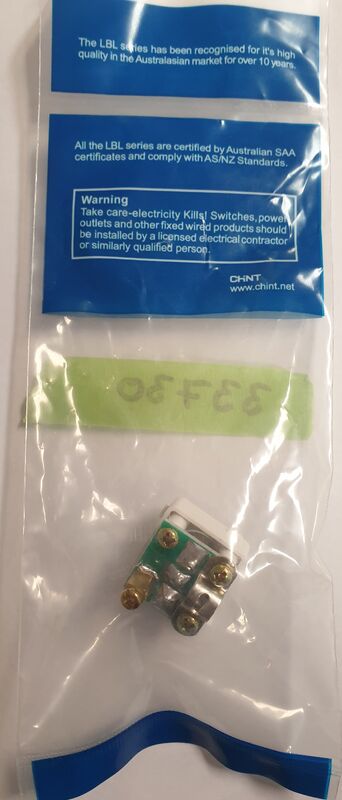 The LBL series has been recognised for it's high
quality in the Australasian market for over 10 years.
All the LBL series are certified by Australian SAA
certificates and comply with AS/NZ Standards.
Warning
Take care-electricity Kills! Switches, power
outlets and other fixed wired products should
be installed by a licensed electrical contractor
or similarly qualified person.
CHNT
www.chint.net
33730